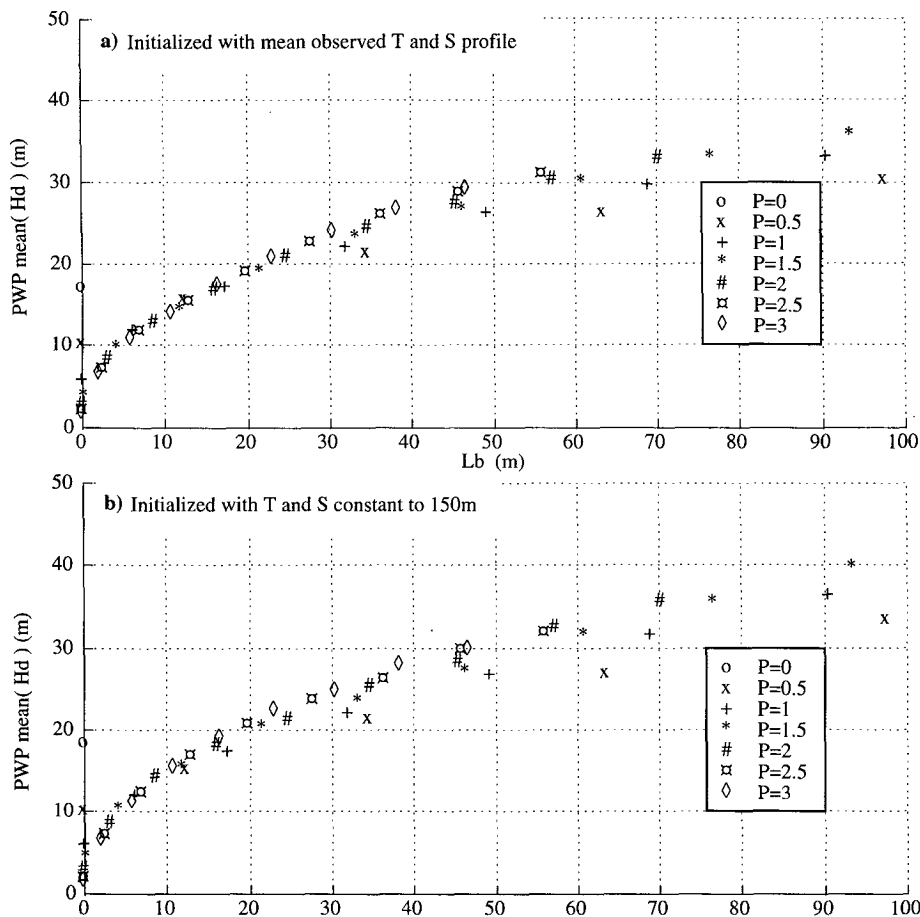 50
a) Initialized with mean observed T and S profile
40
30
20
10
0
PWP mean( Hd ) (m)
o P=0
x P=0.5
+ P=1
* P=1.5
# P=2
¤ P=2.5
◊ P=3
0 10 20 30 40 50 60 70 80 90 100
Lb (m)
50
b) Initialized with T and S constant to 150m
40
30
20
10
0
PWP mean( Hd ) (m)
o P=0
x P=0.5
+ P=1
* P=1.5
# P=2
¤ P=2.5
◊ P=3
0 10 20 30 40 50 60 70 80 90 100